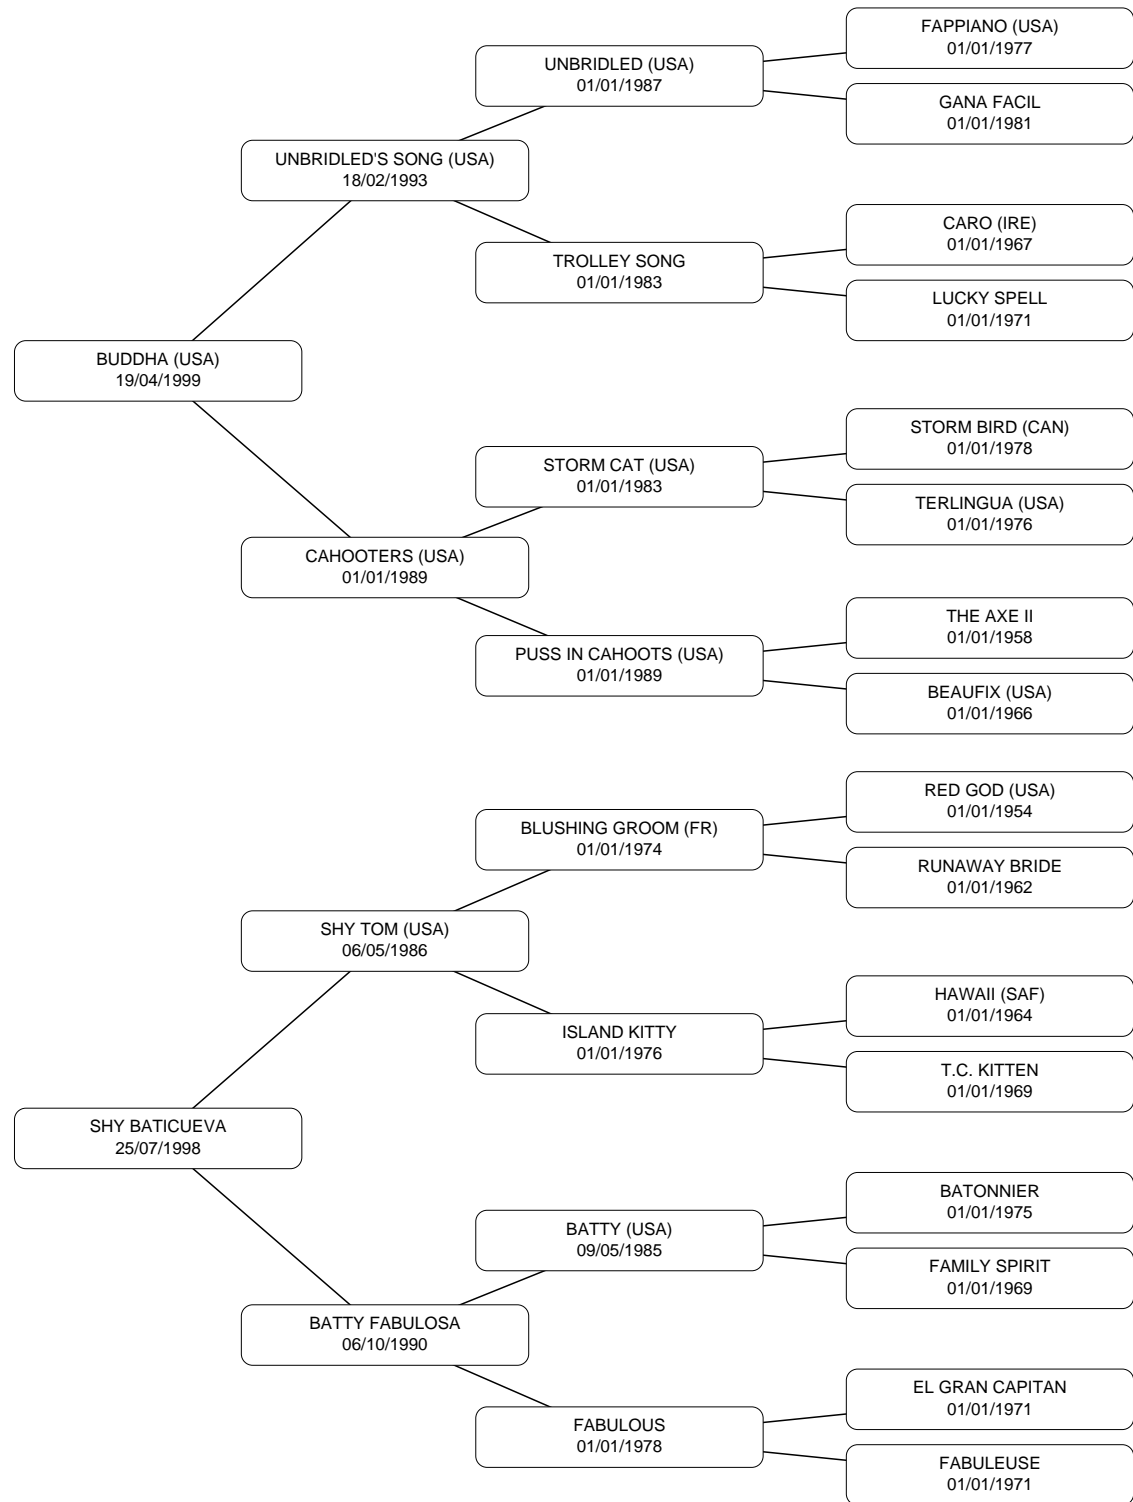 FAPPIANO (USA)
01/01/1977
UNBRIDLED (USA)
01/01/1987
GANA FACIL
01/01/1981
UNBRIDLED'S SONG (USA)
18/02/1993
CARO (IRE)
01/01/1967
TROLLEY SONG
01/01/1983
LUCKY SPELL
01/01/1971
BUDDHA (USA)
19/04/1999
STORM BIRD (CAN)
01/01/1978
STORM CAT (USA)
01/01/1983
TERLINGUA (USA)
01/01/1976
CAHOOTERS (USA)
01/01/1989
THE AXE II
01/01/1958
PUSS IN CAHOOTS (USA)
01/01/1989
BEAUFIX (USA)
01/01/1966
RED GOD (USA)
01/01/1954
BLUSHING GROOM (FR)
01/01/1974
RUNAWAY BRIDE
01/01/1962
SHY TOM (USA)
06/05/1986
HAWAII (SAF)
01/01/1964
ISLAND KITTY
01/01/1976
T.C. KITTEN
01/01/1969
SHY BATICUEVA
25/07/1998
BATONNIER
01/01/1975
BATTY (USA)
09/05/1985
FAMILY SPIRIT
01/01/1969
BATTY FABULOSA
06/10/1990
EL GRAN CAPITAN
01/01/1971
FABULOUS
01/01/1978
FABULEUSE
01/01/1971